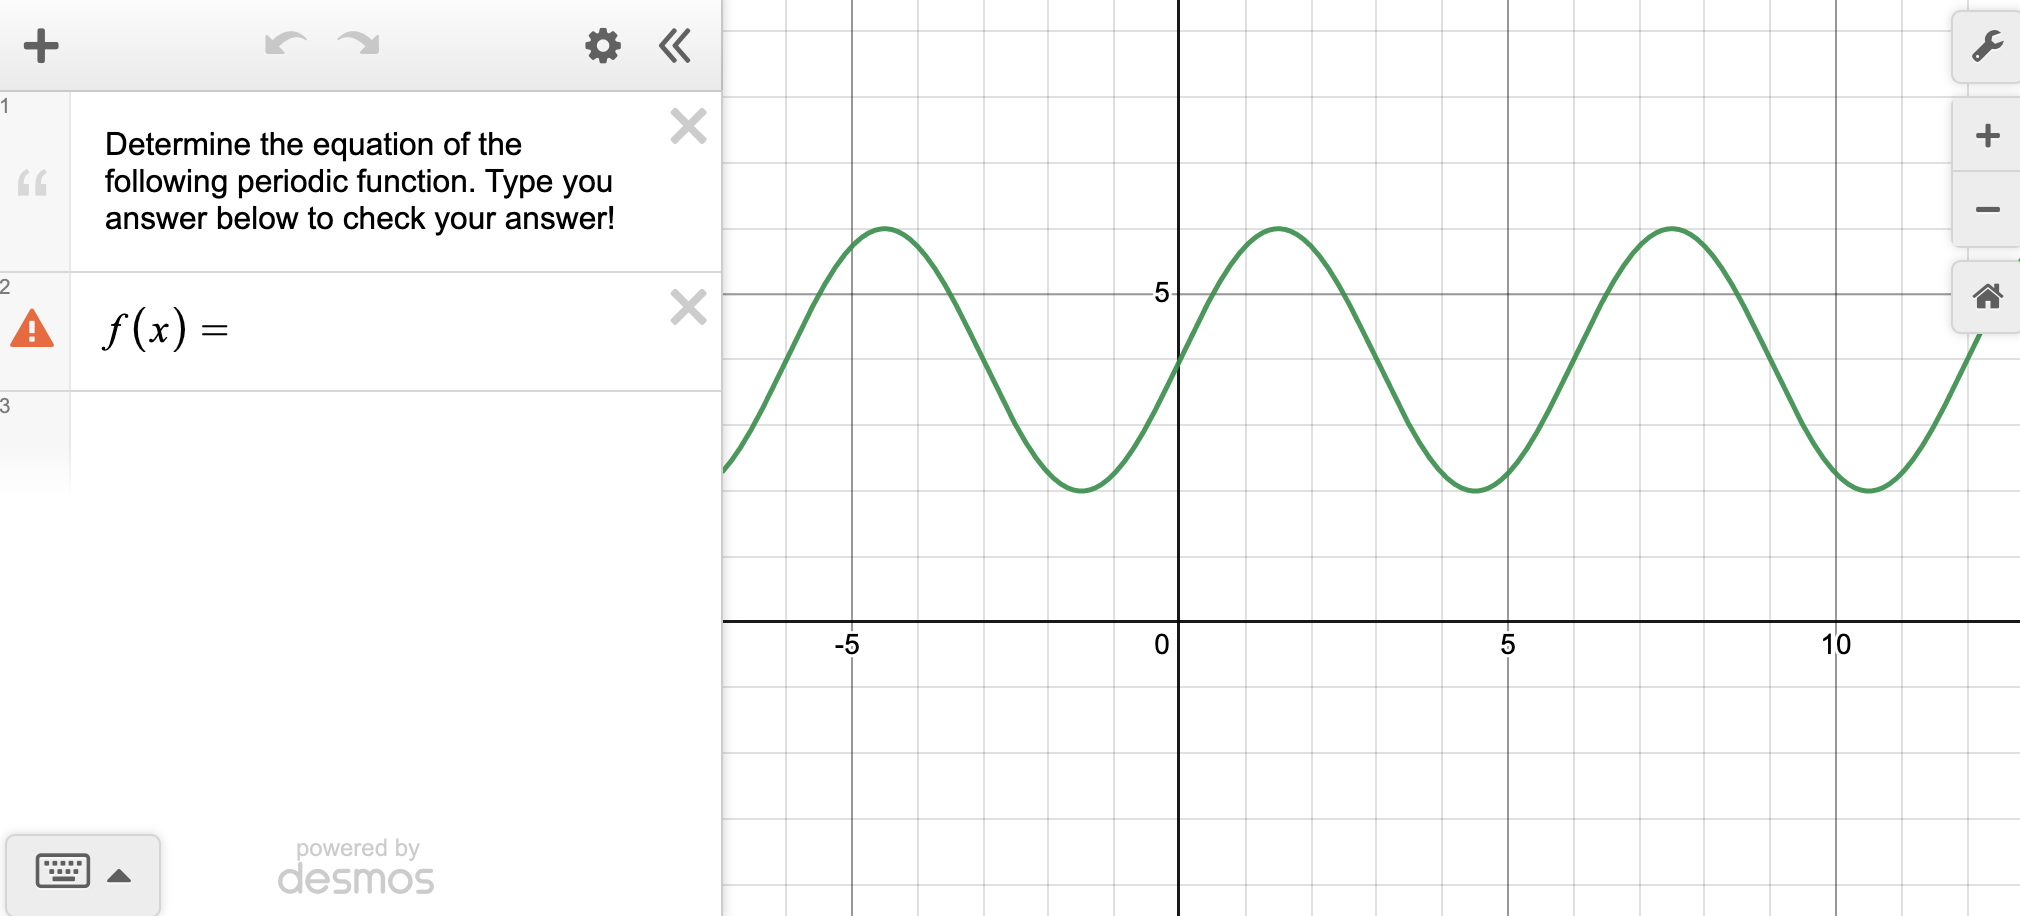 1
Determine the equation of the
following periodic function. Type you
answer below to check your answer!
2
f(x) =
3
powered by
desmos
5
-5
0
5
10